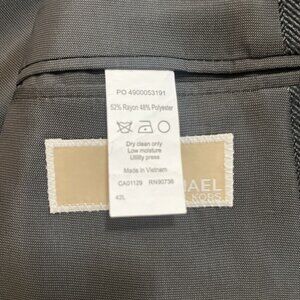 PO 4900053191
52% Rayon 48% Polyester
Dry clean only
Low moisture
Utility press
Made in Vietnam
CA01129 RN90736
42L
HAEL
KORS